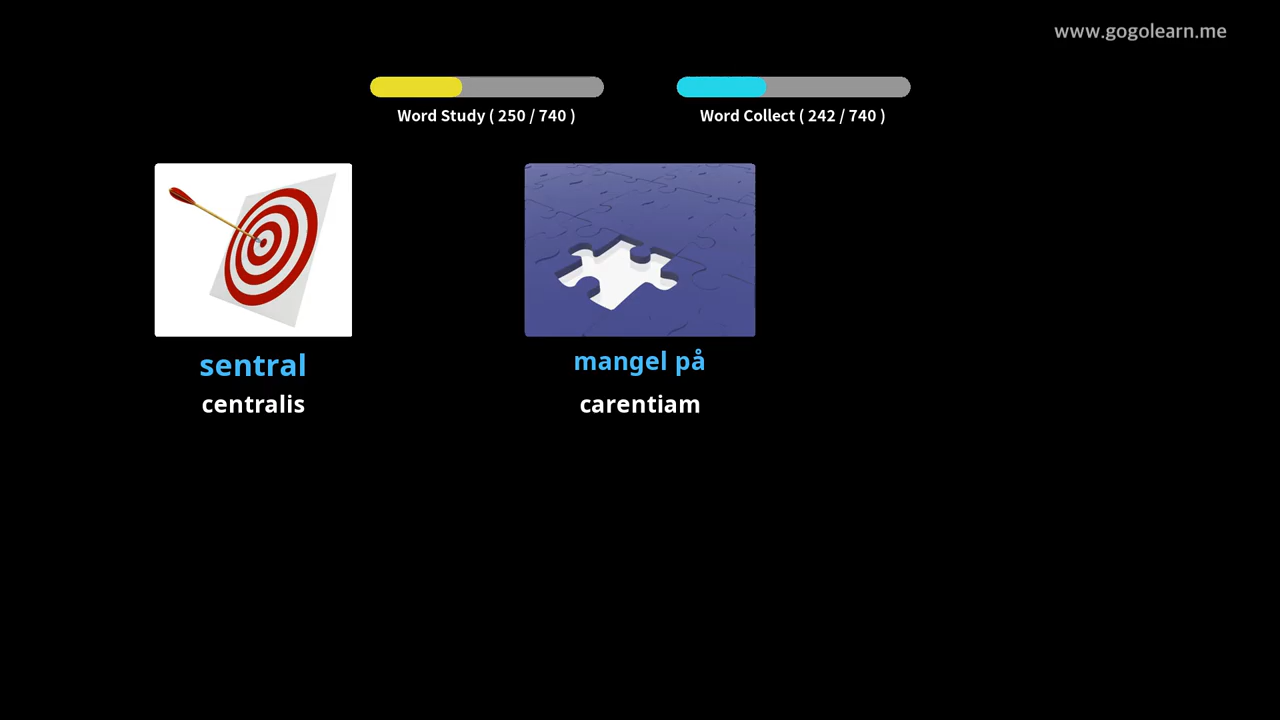 www.gogolearn.me
Word Study ( 250 / 740 )
Word Collect ( 242 / 740 )
sentral
centralis
mangel på
carentiam